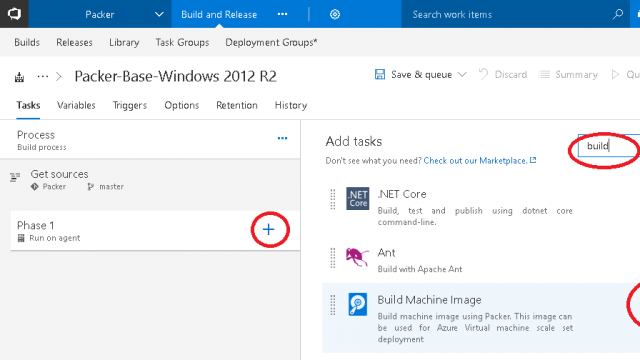 Packer Build and Release ... Search work items
Builds Releases Library Task Groups Deployment Groups*
... > Packer-Base-Windows 2012 R2 Save & queue Discard Summary
Tasks Variables Triggers Options Retention History
Process ...
Build process
Get sources
Packer master
Phase 1 +
Run on agent
Add tasks build
Don't see what you need? Check out our Marketplace.
.NET Core
Build, test and publish using dotnet core
command-line.
Ant
Build with Apache Ant
Build Machine Image
Build machine image using Packer. This image can
be used for Azure Virtual machine scale set
deployment